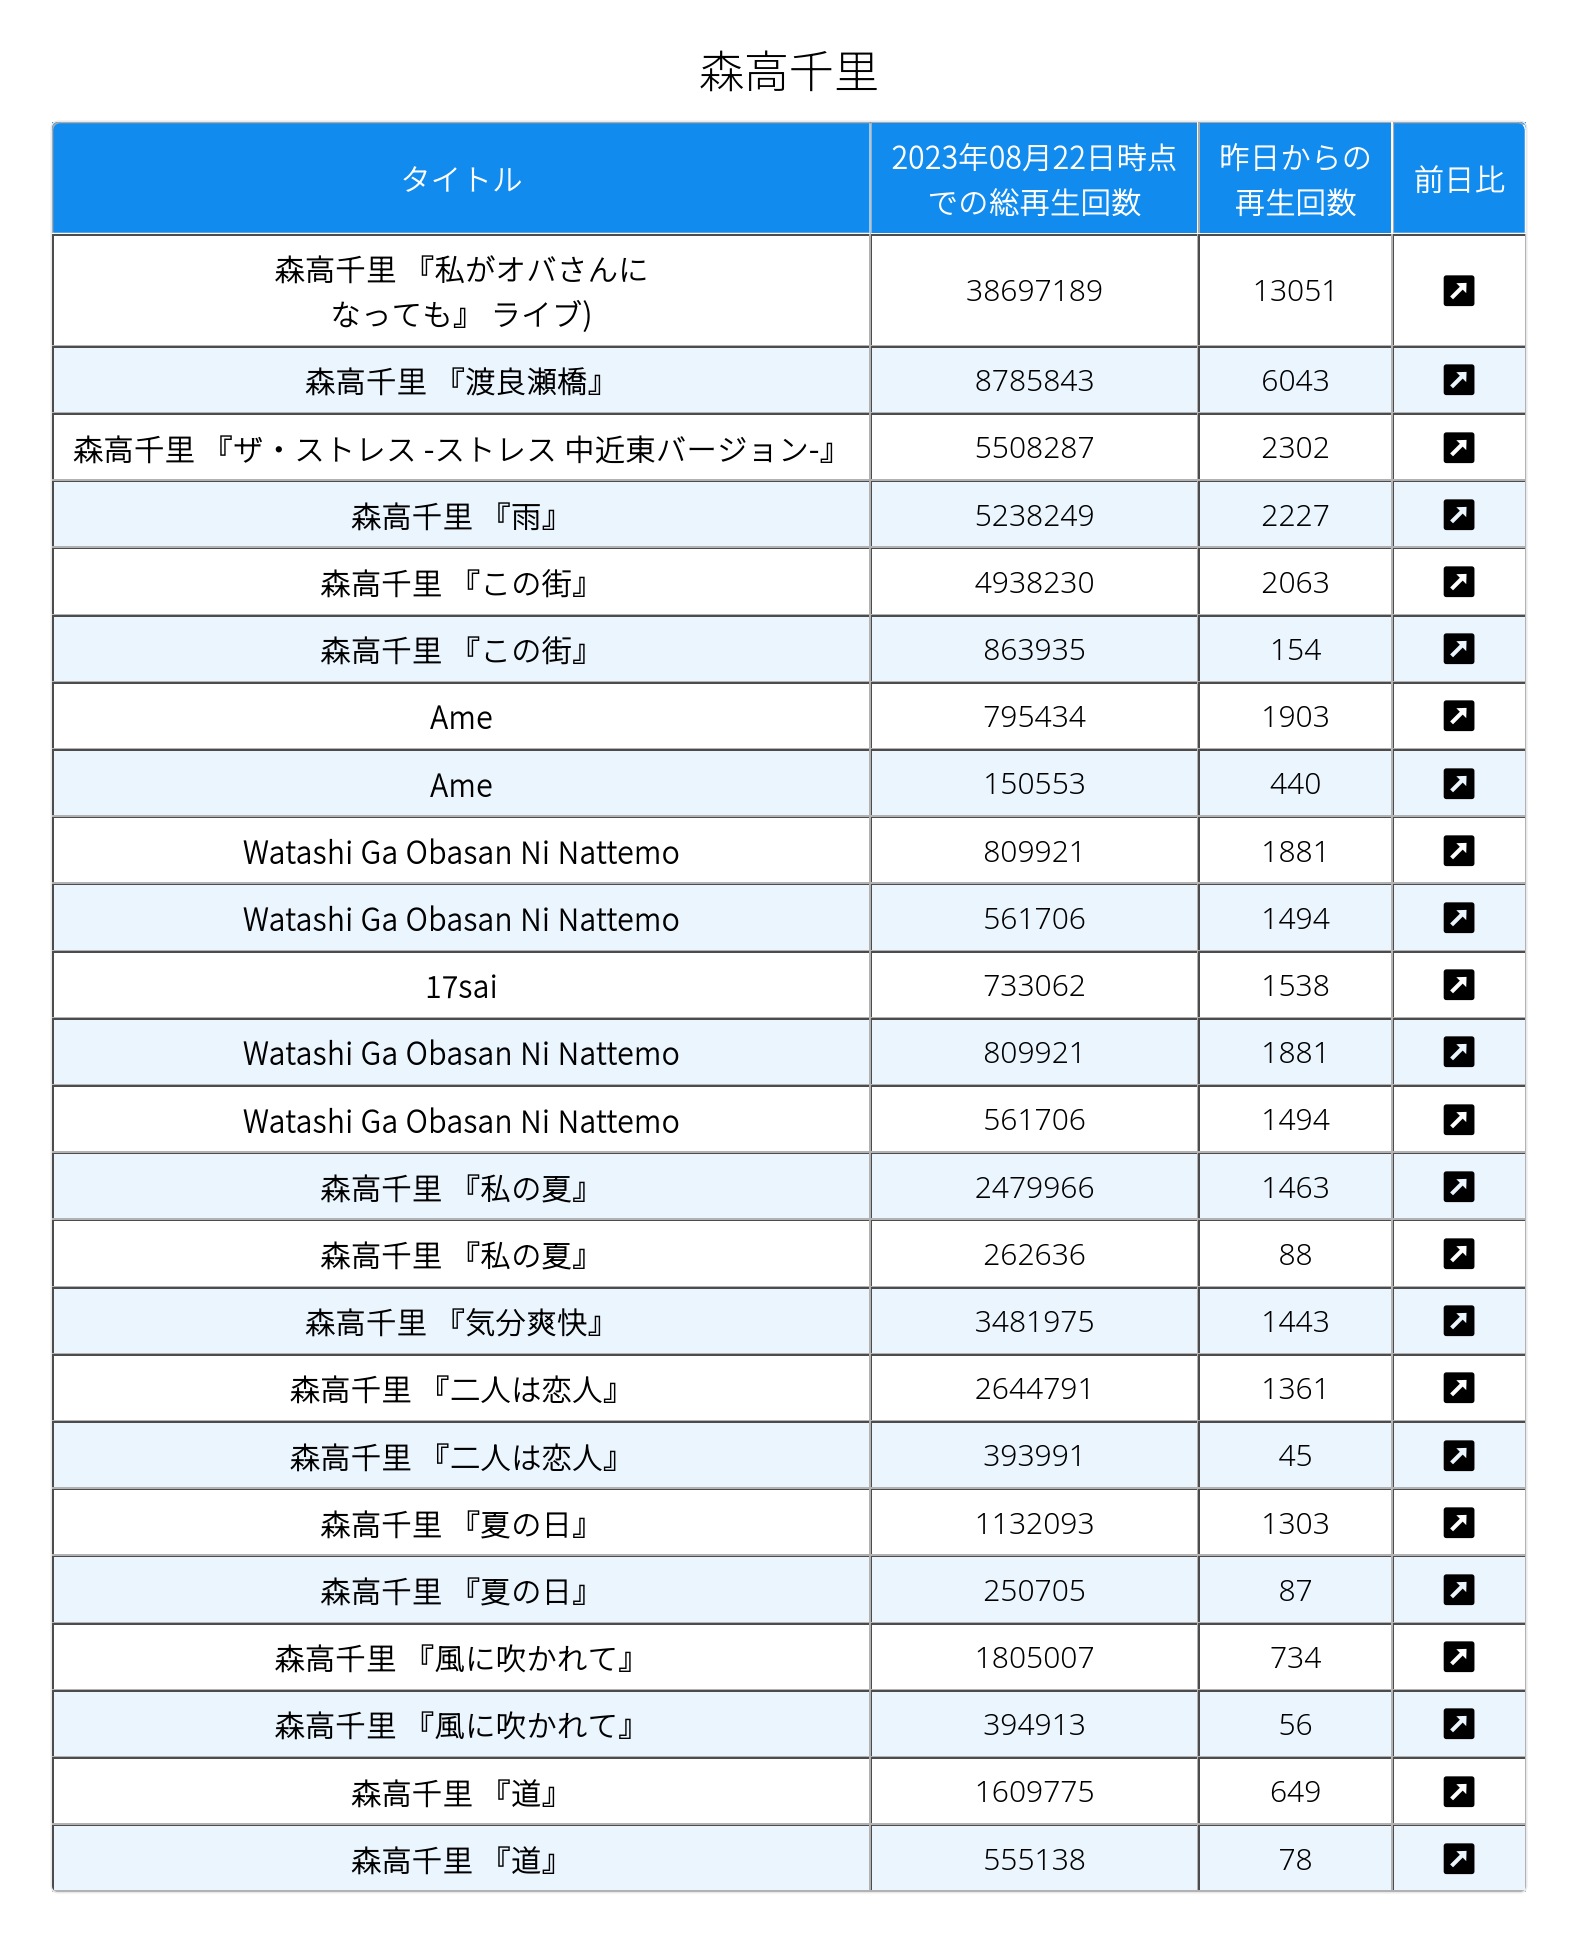 森高千里
タイトル
2023年08月22日時点
での総再生回数
昨日からの
再生回数
前日比
森高千里 『私がオバさんに
なっても』 ライブ)
38697189
13051
森高千里 『渡良瀬橋』 8785843 6043
森高千里 『ザ・ストレス -ストレス 中近東バージョン-』 5508287 2302
森高千里 『雨』 5238249 2227
森高千里 『この街』 4938230 2063
森高千里 『この街』 863935 154
Ame 795434 1903
Ame 150553 440
Watashi Ga Obasan Ni Nattemo 809921 1881
Watashi Ga Obasan Ni Nattemo 561706 1494
17sai 733062 1538
Watashi Ga Obasan Ni Nattemo 809921 1881
Watashi Ga Obasan Ni Nattemo 561706 1494
森高千里 『私の夏』 2479966 1463
森高千里 『私の夏』 262636 88
森高千里 『気分爽快』 3481975 1443
森高千里 『二人は恋人』 2644791 1361
森高千里 『二人は恋人』 393991 45
森高千里 『夏の日』 1132093 1303
森高千里 『夏の日』 250705 87
森高千里 『風に吹かれて』 1805007 734
森高千里 『風に吹かれて』 394913 56
森高千里 『道』 1609775 649
森高千里 『道』 555138 78